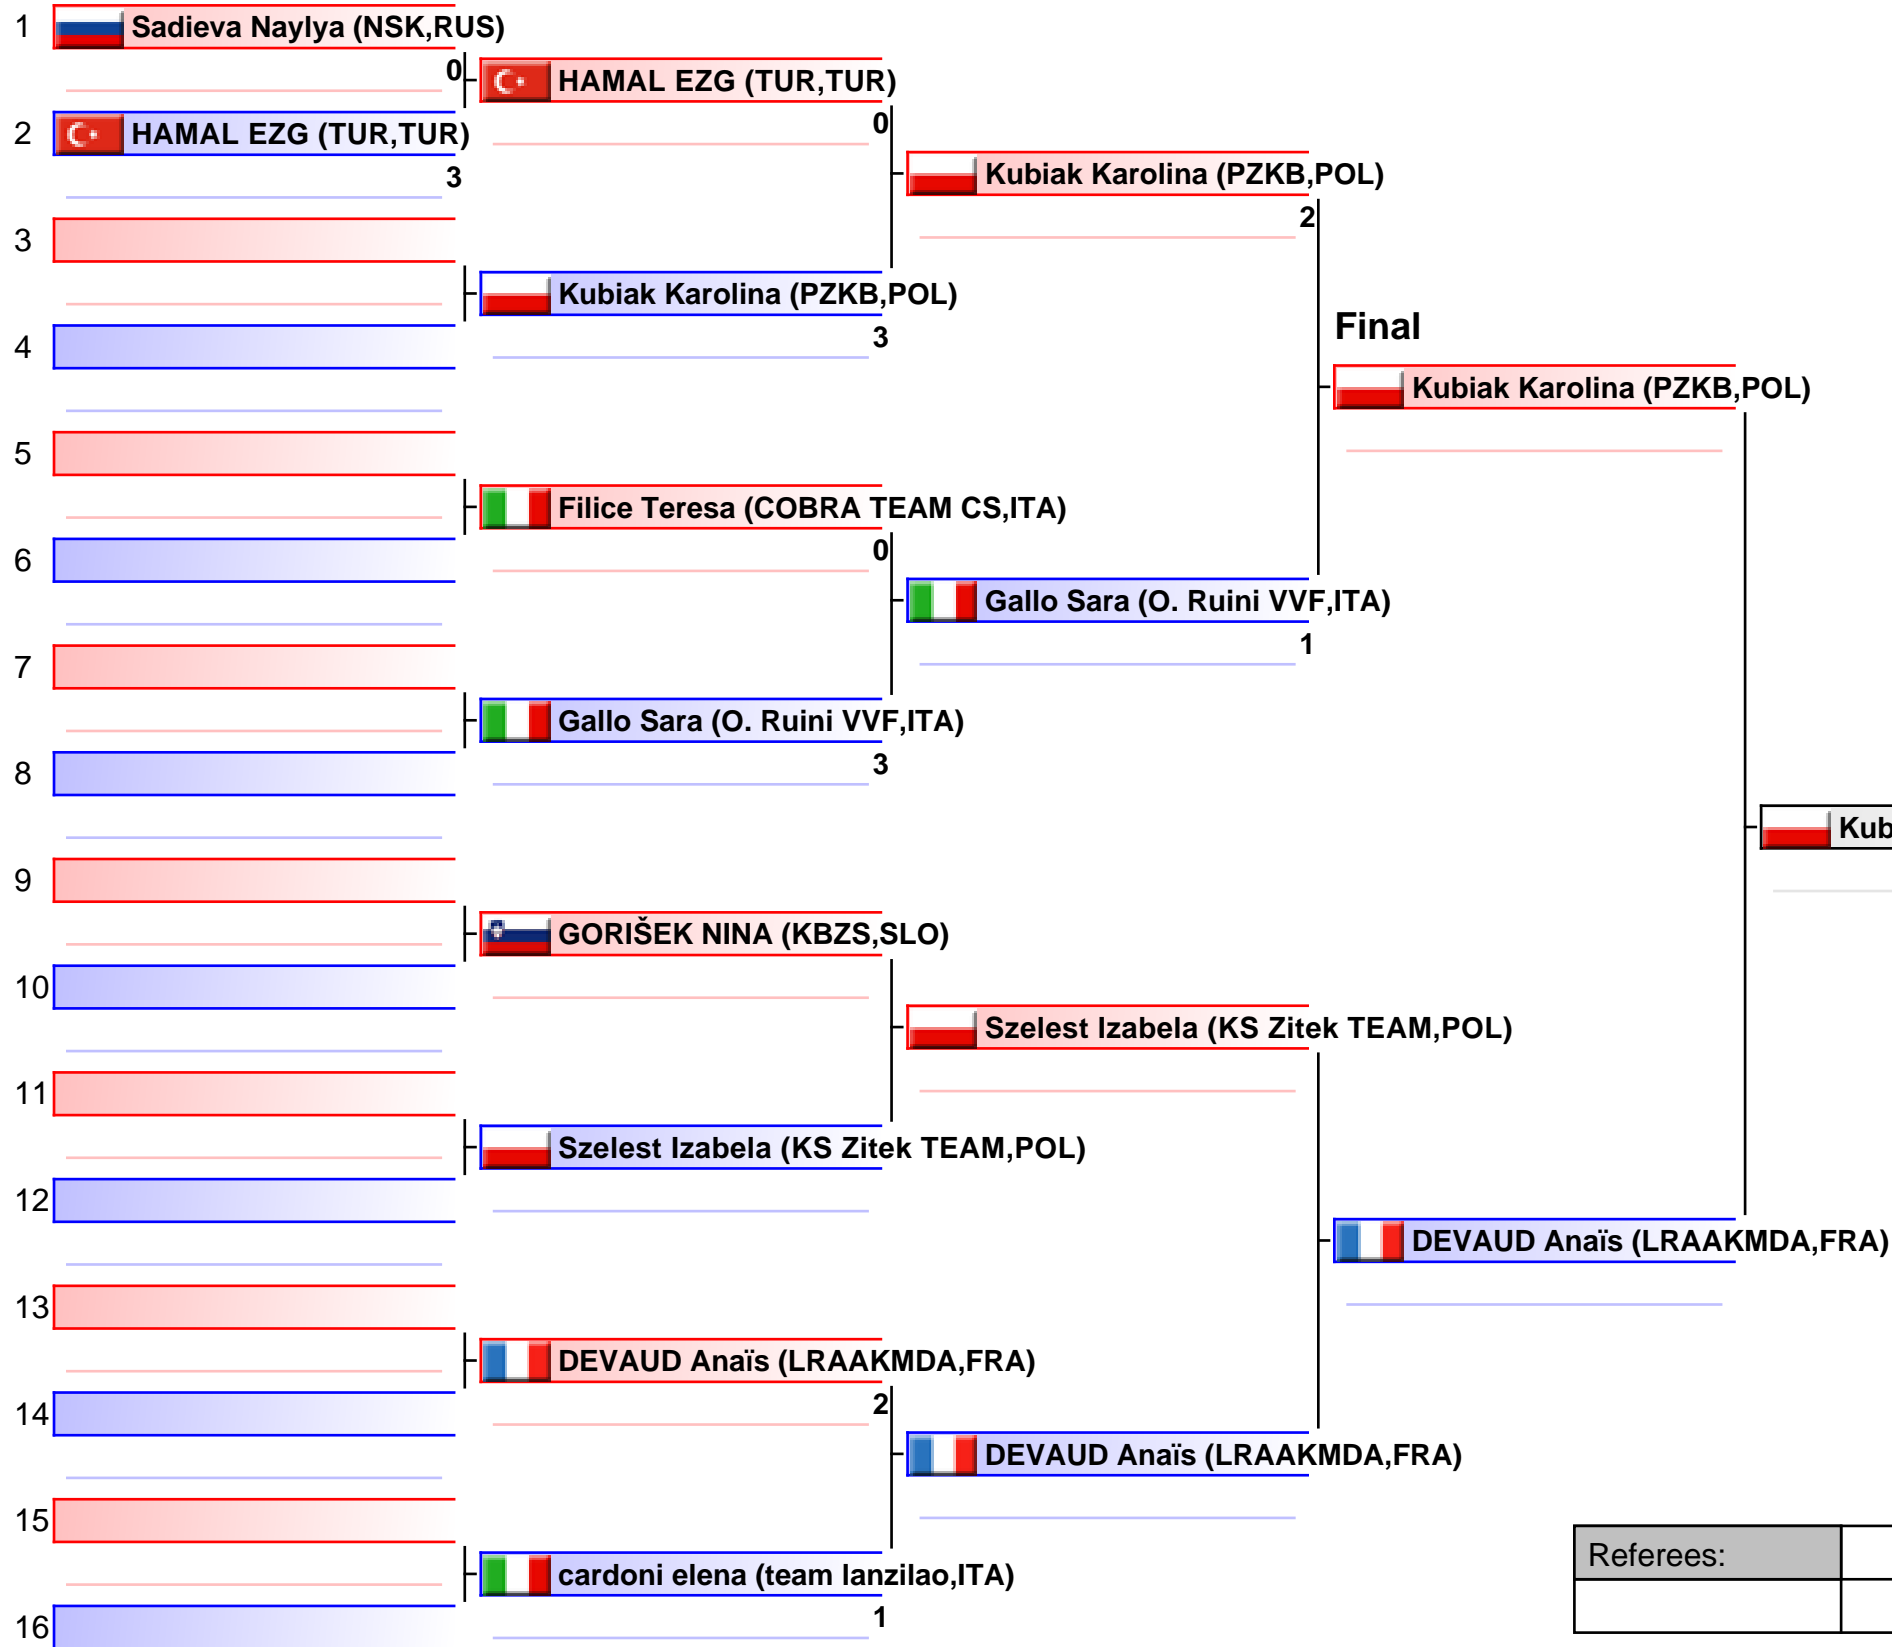 1 Sadieva Naylya (NSK,RUS)
0
HAMAL EZG (TUR,TUR)
2 HAMAL EZG (TUR,TUR)
0
3
Kubiak Karolina (PZKB,POL)
2
3
Kubiak Karolina (PZKB,POL)
3
4
Final
Kubiak Karolina (PZKB,POL)
5
Filice Teresa (COBRA TEAM CS,ITA)
0
6
Gallo Sara (O. Ruini VVF,ITA)
1
7
Gallo Sara (O. Ruini VVF,ITA)
3
8
Kub
9
GORIŠEK NINA (KBZS,SLO)
10
Szelest Izabela (KS Zitek TEAM,POL)
11
Szelest Izabela (KS Zitek TEAM,POL)
12
DEVAUD Anaïs (LRAAKMDA,FRA)
13
DEVAUD Anaïs (LRAAKMDA,FRA)
2
14
DEVAUD Anaïs (LRAAKMDA,FRA)
15
Referees:
cardoni elena (team lanzilao,ITA)
1
16